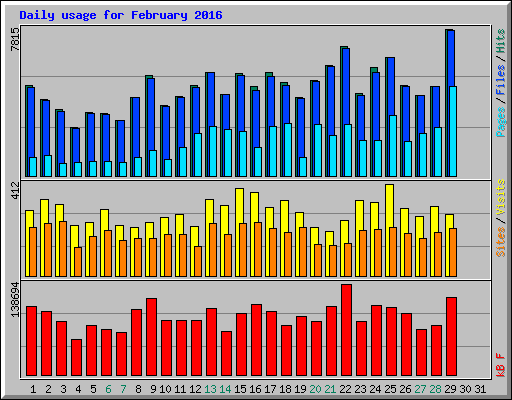 Daily usage for February 2016
7815
Pages / Files / Hits
412
Sites / Visits
138694
kB F
1 2 3 4 5 6 7 8 9 10 11 12 13 14 15 16 17 18 19 20 21 22 23 24 25 26 27 28 29 30 31